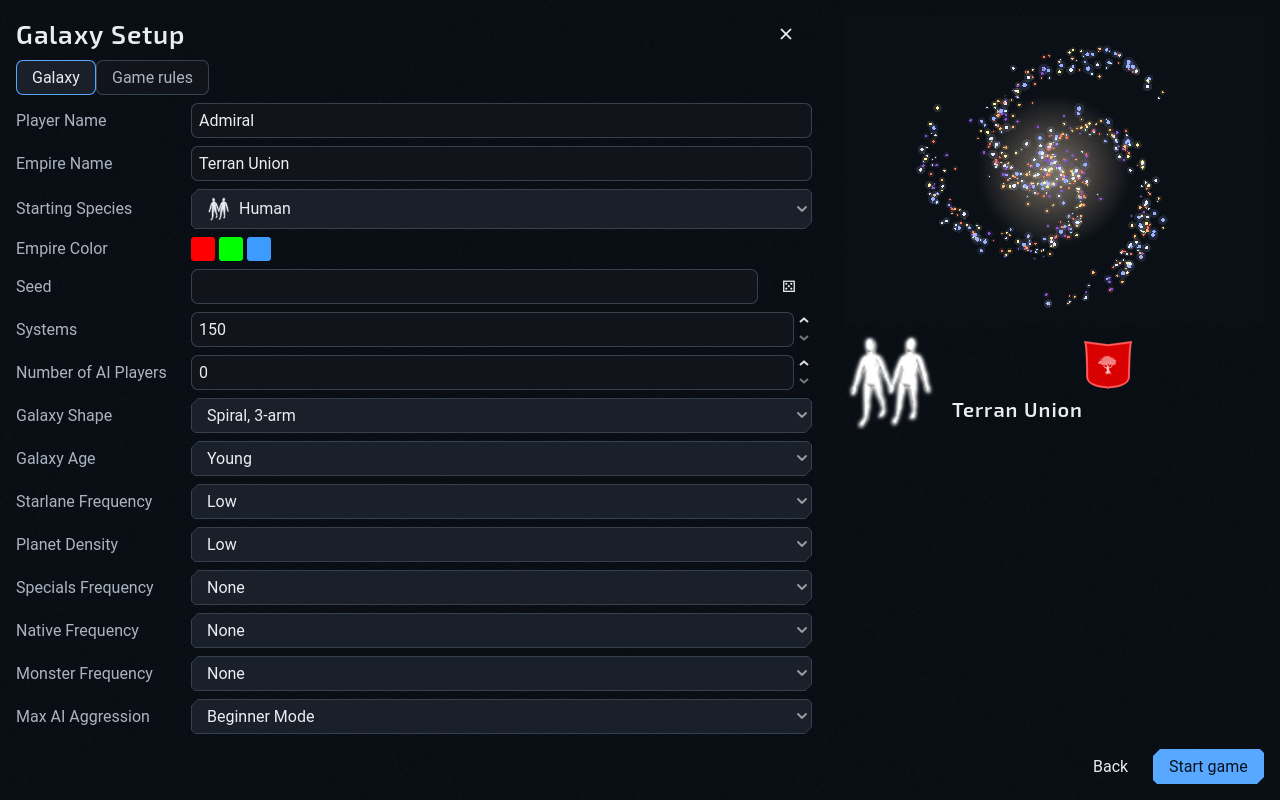 Galaxy Setup
Galaxy
Game rules
Player Name
Admiral
Empire Name
Terran Union
Starting Species
Human
Empire Color
Seed
Systems
150
Number of AI Players
0
Galaxy Shape
Spiral, 3-arm
Galaxy Age
Young
Starlane Frequency
Low
Planet Density
Low
Specials Frequency
None
Native Frequency
None
Monster Frequency
None
Max AI Aggression
Beginner Mode
Terran Union
Back
Start game